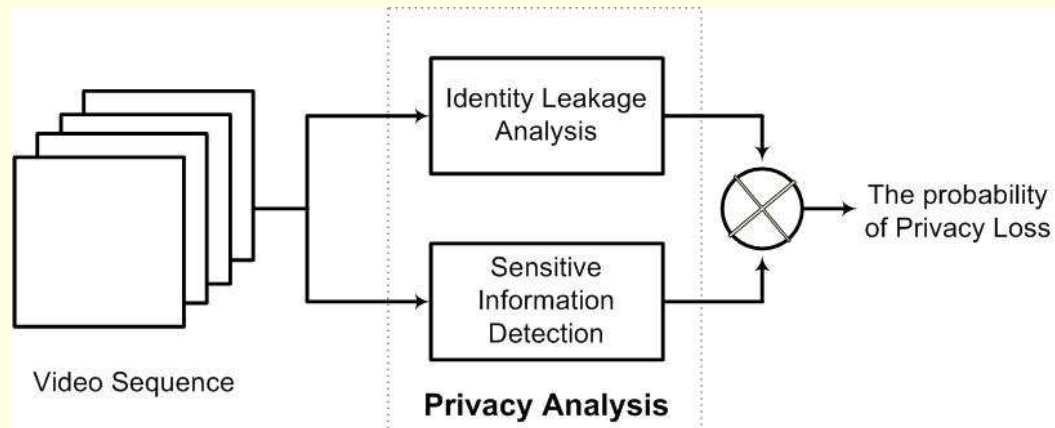 Identity Leakage
Analysis
Sensitive
Information
Detection
The probability
of Privacy Loss
Video Sequence
Privacy Analysis